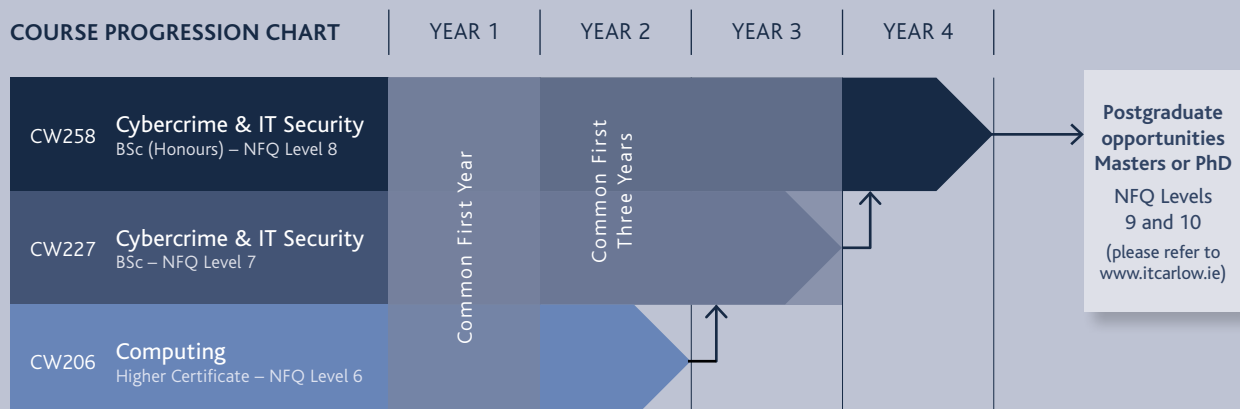 COURSE PROGRESSION CHART
YEAR 1
YEAR 2
YEAR 3
YEAR 4
CW258
Cybercrime & IT Security
BSc (Honours) – NFQ Level 8
CW227
Cybercrime & IT Security
BSc – NFQ Level 7
CW206
Computing
Higher Certificate – NFQ Level 6
Common First Year
Common First
Three Years
Postgraduate
opportunities
Masters or PhD
NFQ Levels
9 and 10
(please refer to
www.itcarlow.ie)